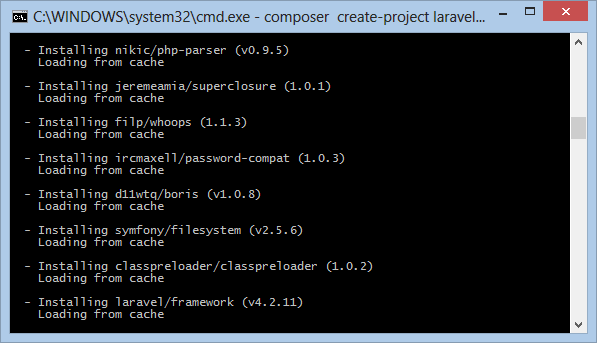 C:\WINDOWS\system32\cmd.exe - composer  create-project laravel...
- Installing nikic/php-parser (v0.9.5)
Loading from cache
- Installing jeremeamia/superclosure (1.0.1)
Loading from cache
- Installing filp/whoops (1.1.3)
Loading from cache
- Installing ircmaxell/password-compat (1.0.3)
Loading from cache
- Installing d11wtq/boris (v1.0.8)
Loading from cache
- Installing symfony/filesystem (v2.5.6)
Loading from cache
- Installing classpreloader/classpreloader (1.0.2)
Loading from cache
- Installing laravel/framework (v4.2.11)
Loading from cache